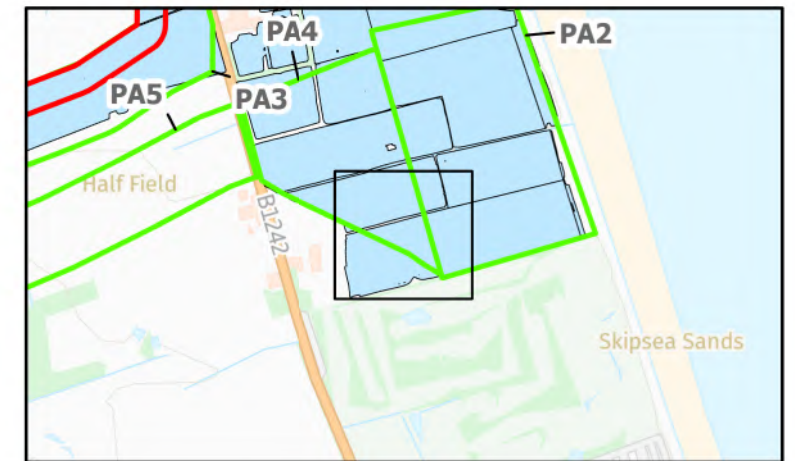 PA4
PA2
PA5
PA3
Half Field
B1242
Skipsea Sands